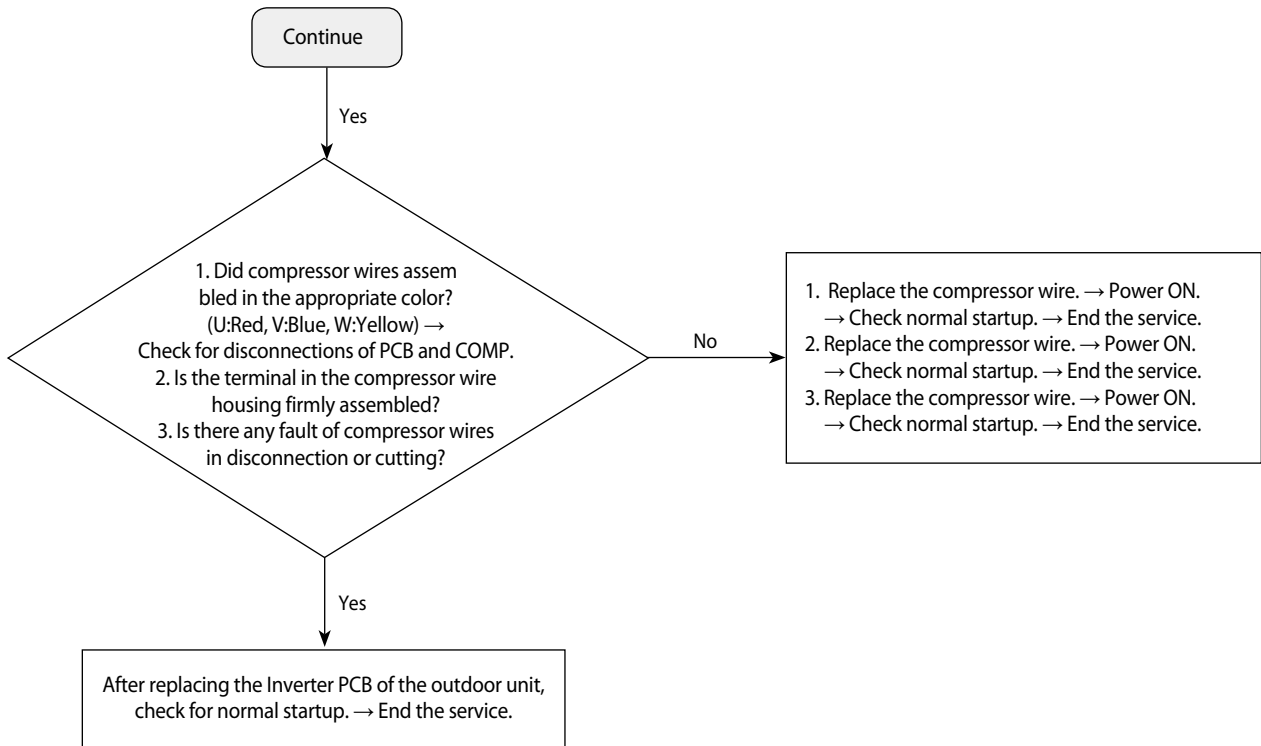 Continue
Yes
1. Did compressor wires assem
bled in the appropriate color?
(U:Red, V:Blue, W:Yellow) →
Check for disconnections of PCB and COMP.
2. Is the terminal in the compressor wire
housing firmly assembled?
3. Is there any fault of compressor wires
in disconnection or cutting?
No
1. Replace the compressor wire. → Power ON.
→ Check normal startup. → End the service.
2. Replace the compressor wire. → Power ON.
→ Check normal startup. → End the service.
3. Replace the compressor wire. → Power ON.
→ Check normal startup. → End the service.
Yes
After replacing the Inverter PCB of the outdoor unit,
check for normal startup. → End the service.